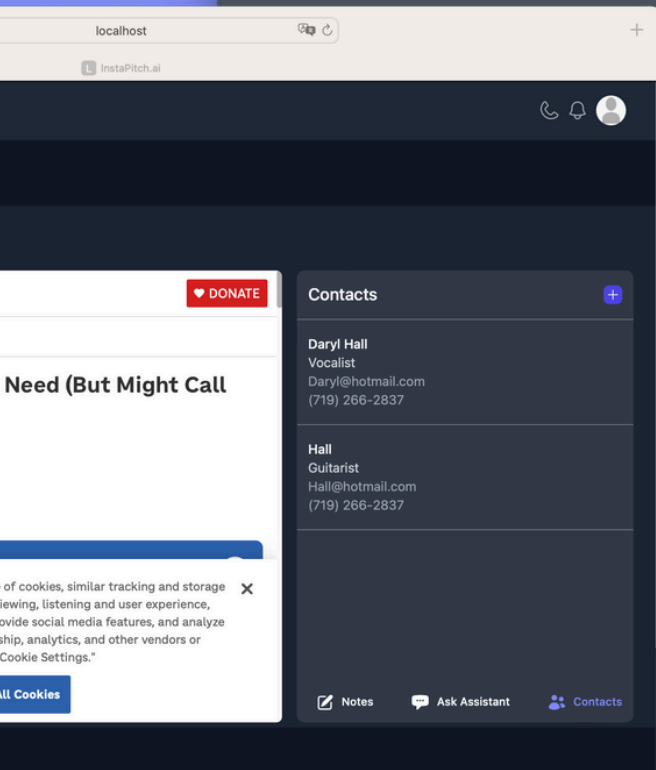 localhost
InstaPitch.ai
DONATE
Need (But Might Call
of cookies, similar tracking and storage
iewing, listening and user experience,
ovide social media features, and analyze
ship, analytics, and other vendors or
Cookie Settings."
All Cookies
Contacts
Daryl Hall
Vocalist
Daryl@hotmail.com
(719) 266-2837
Hall
Guitarist
Hall@hotmail.com
(719) 266-2837
Notes
Ask Assistant
Contacts